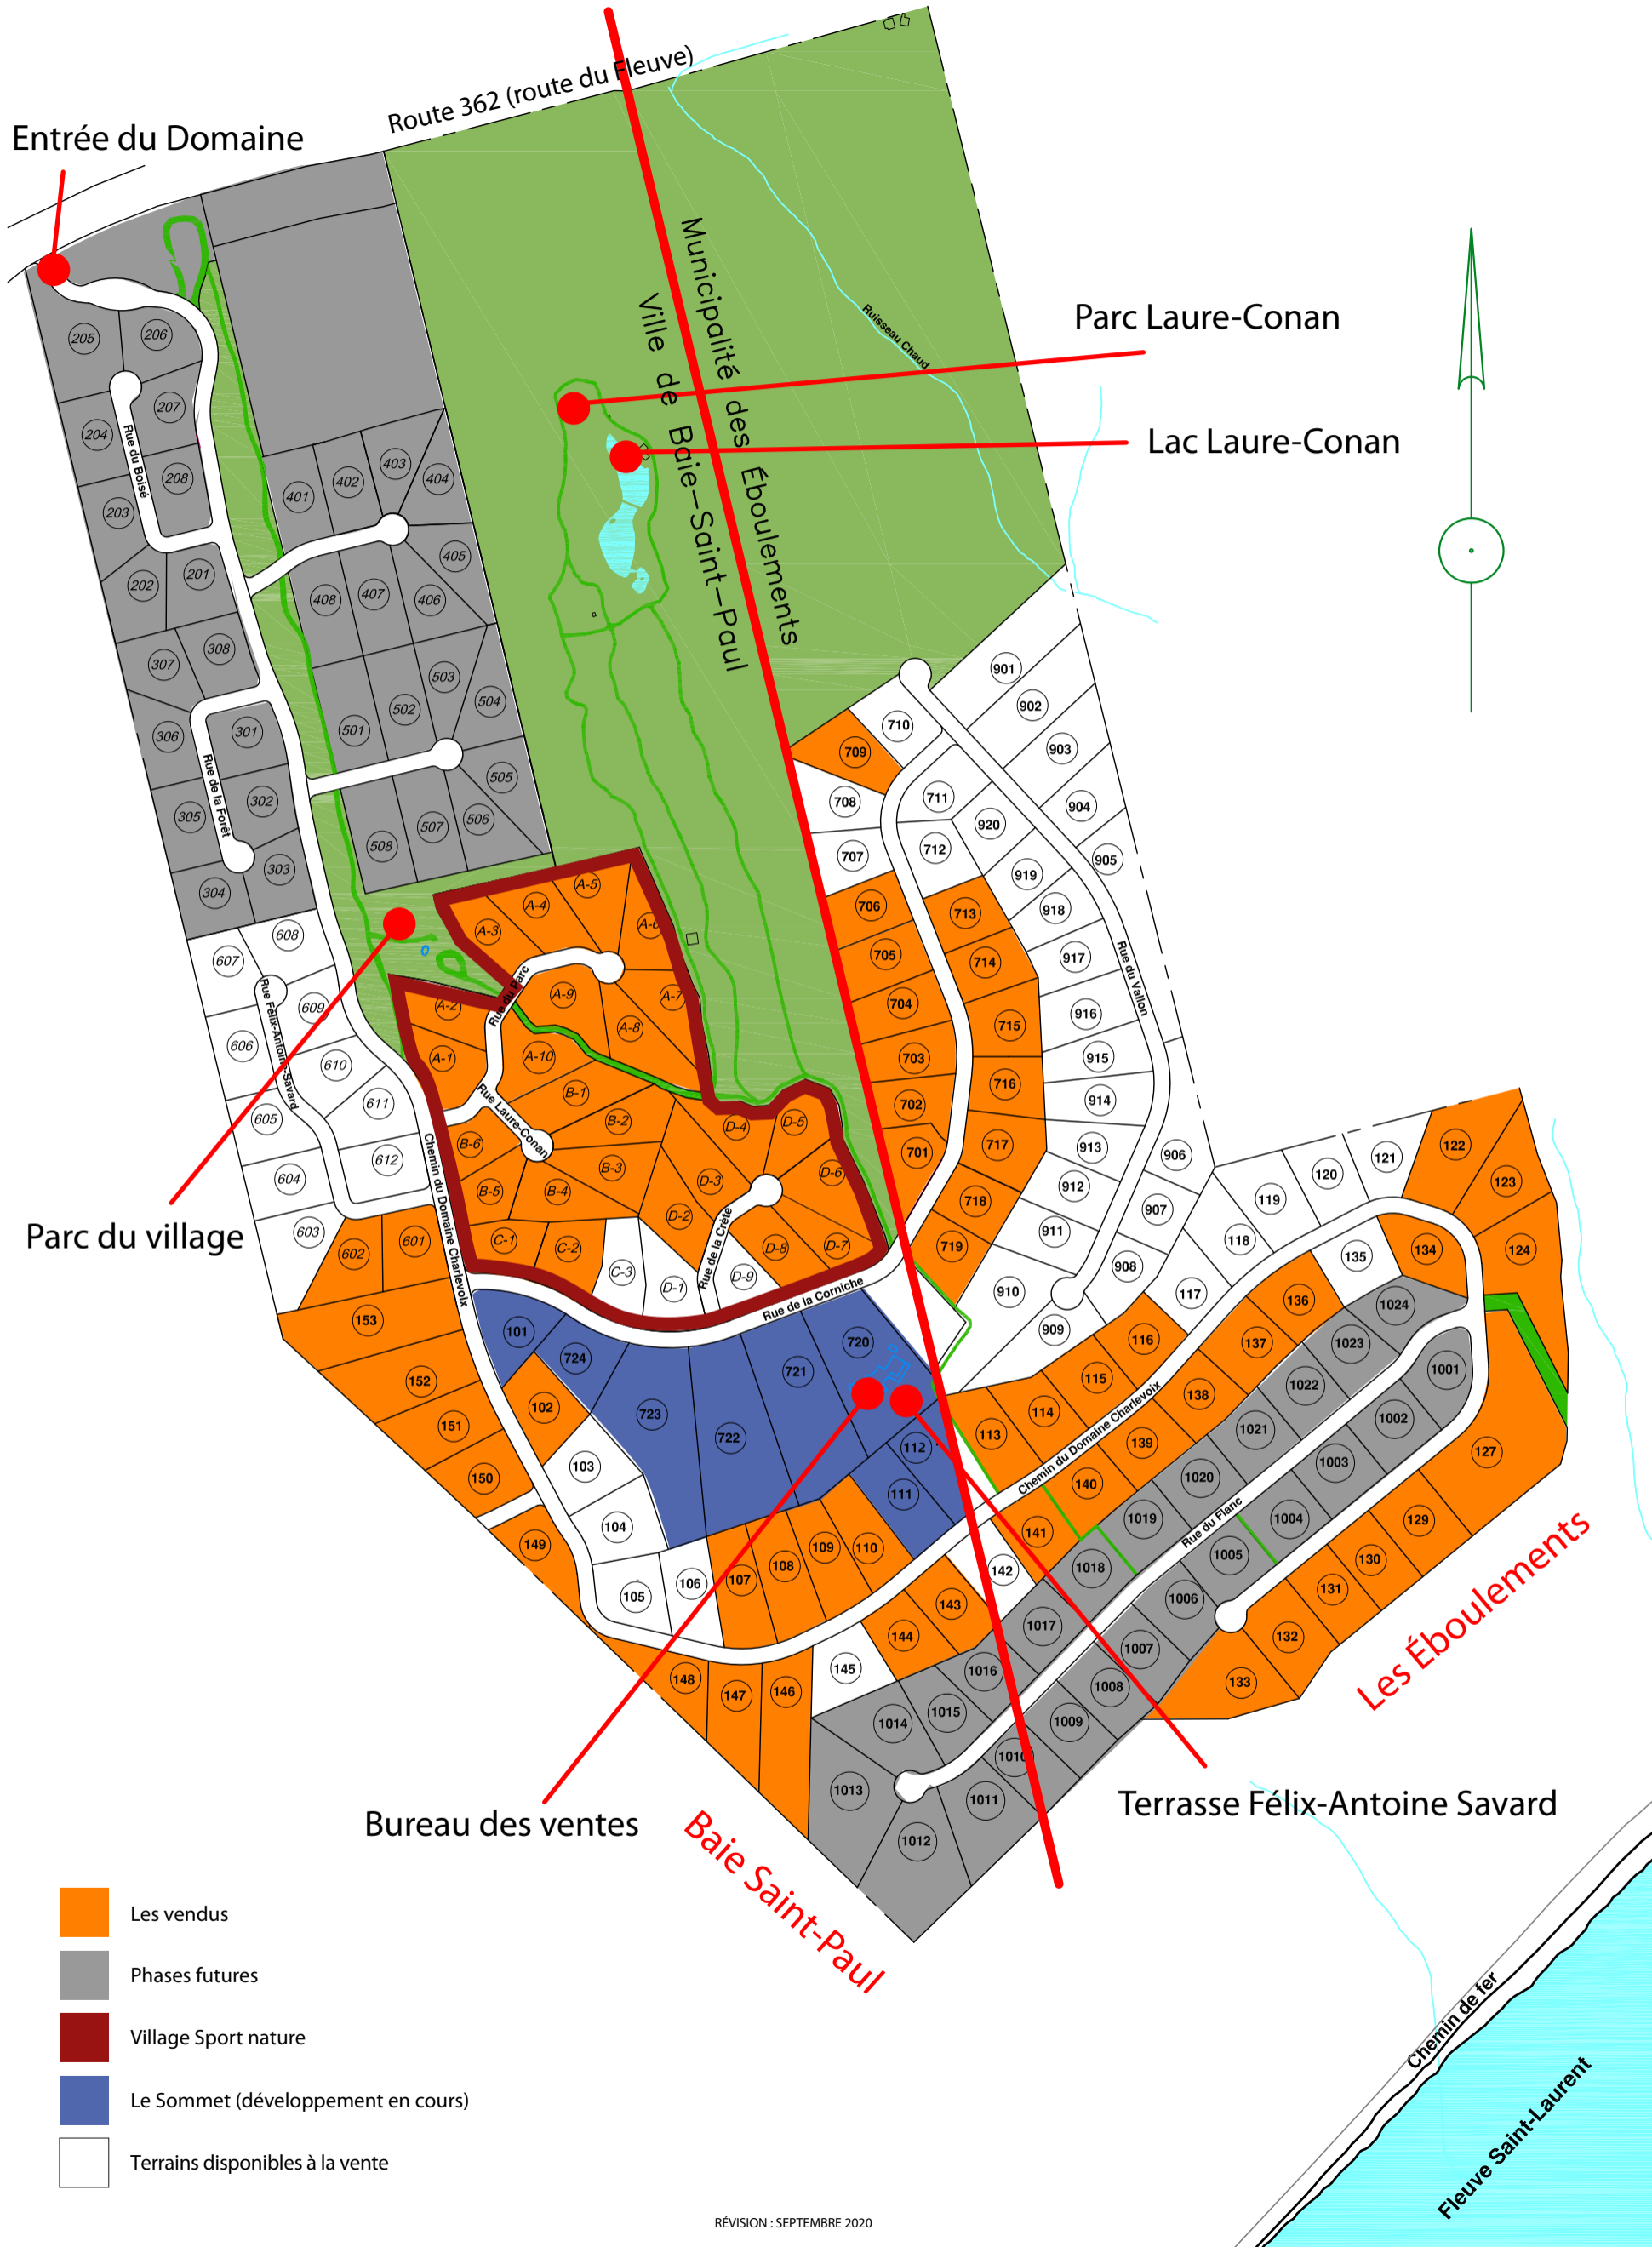 Route 362 (route du Fleuve)
Entrée du Domaine
Municipalité des Éboulements
Ville de Baie-Saint-Paul
Ruisseau Chaud
Parc Laure-Conan
Lac Laure-Conan
205
206
207
204
Rue du Boisé
208
203
202
201
307
308
306
301
Rue de la Forêt
302
305
303
304
401
402
403
404
405
408
407
406
503
504
502
501
505
506
507
508
901
902
903
904
905
710
709
708
711
920
707
712
919
918
917
Rue du Vallon
706
713
705
714
704
715
916
703
915
716
914
702
701
717
913
906
912
718
907
911
719
908
910
909
608
607
Rue Félix-Antoine-Savard
609
606
610
611
605
612
604
603
602
601
Chemin du Domaine Charlevoix
A-5
A-4
A-6
A-3
Rue du Parc
A-9
A-7
A-2
A-8
A-1
A-10
Rue Laure-Conan
B-1
B-2
B-6
B-3
B-5
B-4
D-4
D-5
D-3
D-6
D-2
Rue de la Crête
C-1
C-2
C-3
D-1
D-9
D-8
D-7
Rue de la Corniche
Parc du village
121
122
120
119
123
118
124
117
135
134
136
116
137
115
138
114
139
113
140
Chemin du Domaine Charlevoix
141
142
127
129
130
131
132
133
1024
1023
1022
1021
1020
1019
1018
1017
1016
1015
1014
1013
1012
1011
1010
1009
1008
1007
1006
1005
1004
1003
1002
1001
Rue du Flanc
153
152
151
150
149
101
724
102
723
722
721
720
112
111
103
104
105
106
107
108
109
110
143
144
145
146
147
148
Les Éboulements
Bureau des ventes
Baie Saint-Paul
Terrasse Félix-Antoine Savard
Les vendus
Phases futures
Village Sport nature
Le Sommet (développement en cours)
Terrains disponibles à la vente
Chemin de fer
Fleuve Saint-Laurent
RÉVISION : SEPTEMBRE 2020